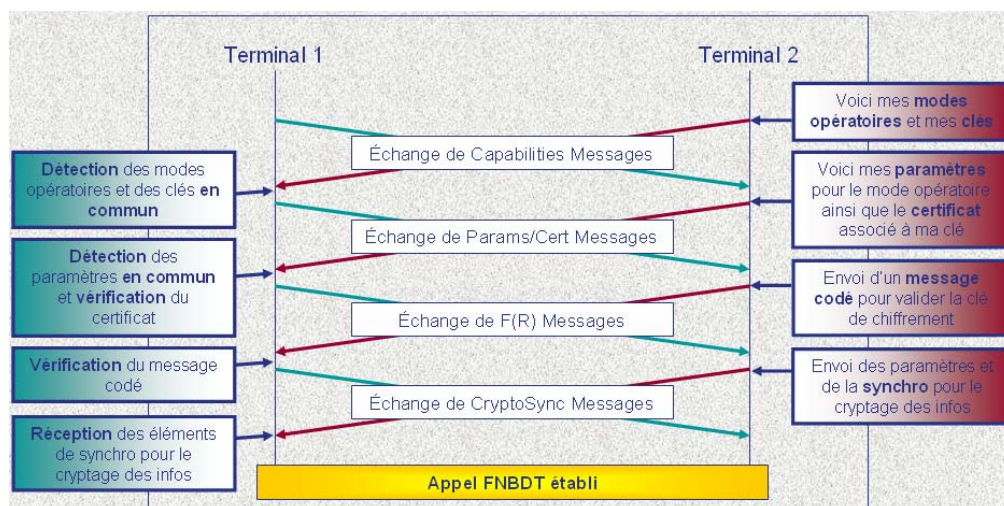 Terminal 1
Terminal 2
Voici mes modes
opératoires et mes clés
Échange de Capabilities Messages
Détection des modes
opératoires et des clés en
commun
Voici mes paramètres
pour le mode opératoire
ainsi que le certificat
associé à ma clé
Échange de Params/Cert Messages
Détection des
paramètres en commun
et vérification du
certificat
Envoi d'un message
codé pour valider la clé
de chiffrement
Échange de F(R) Messages
Vérification du message
codé
Envoi des paramètres et
de la synchro pour le
cryptage des infos
Échange de CryptoSync Messages
Réception des éléments
de synchro pour le
cryptage des infos
Appel FNBDT établi